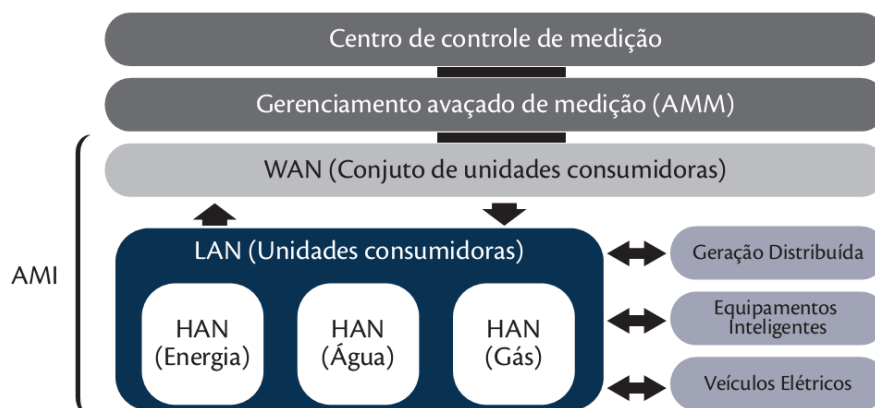 Centro de controle de medição
Gerenciamento avaçado de medição (AMM)
WAN (Conjuto de unidades consumidoras)
AMI
LAN (Unidades consumidoras)
HAN
(Energia)
HAN
(Água)
HAN
(Gás)
Geração Distribuída
Equipamentos
Inteligentes
Veículos Elétricos